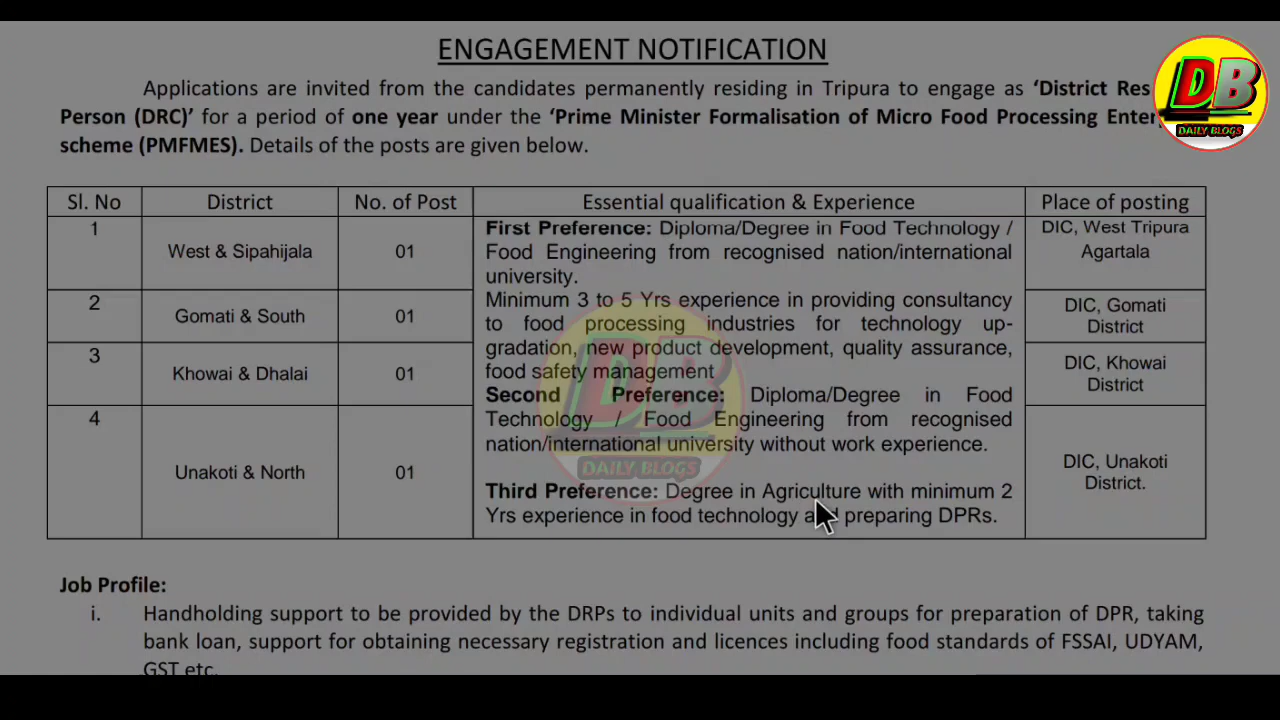 ENGAGEMENT NOTIFICATION
Applications are invited from the candidates permanently residing in Tripura to engage as ‘District Res
Person (DRC)’ for a period of one year under the ‘Prime Minister Formalisation of Micro Food Processing Enter
scheme (PMFMES). Details of the posts are given below.
DB
DAILY BLOGS
Sl. No District No. of Post Essential qualification & Experience Place of posting
1 West & Sipahijala 01 DIC, West Tripura
Agartala
2 Gomati & South 01 DIC, Gomati
District
3 Khowai & Dhalai 01 DIC, Khowai
District
4 Unakoti & North 01 DIC, Unakoti
District.
First Preference: Diploma/Degree in Food Technology /
Food Engineering from recognised nation/international
university.
Minimum 3 to 5 Yrs experience in providing consultancy
to food processing industries for technology up-
gradation, new product development, quality assurance,
food safety management
Second Preference: Diploma/Degree in Food
Technology / Food Engineering from recognised
nation/international university without work experience.
Third Preference: Degree in Agriculture with minimum 2
Yrs experience in food technology and preparing DPRs.
DB
DAILY BLOGS
Job Profile:
i. Handholding support to be provided by the DRPs to individual units and groups for preparation of DPR, taking
bank loan, support for obtaining necessary registration and licences including food standards of FSSAI, UDYAM,
GST etc.